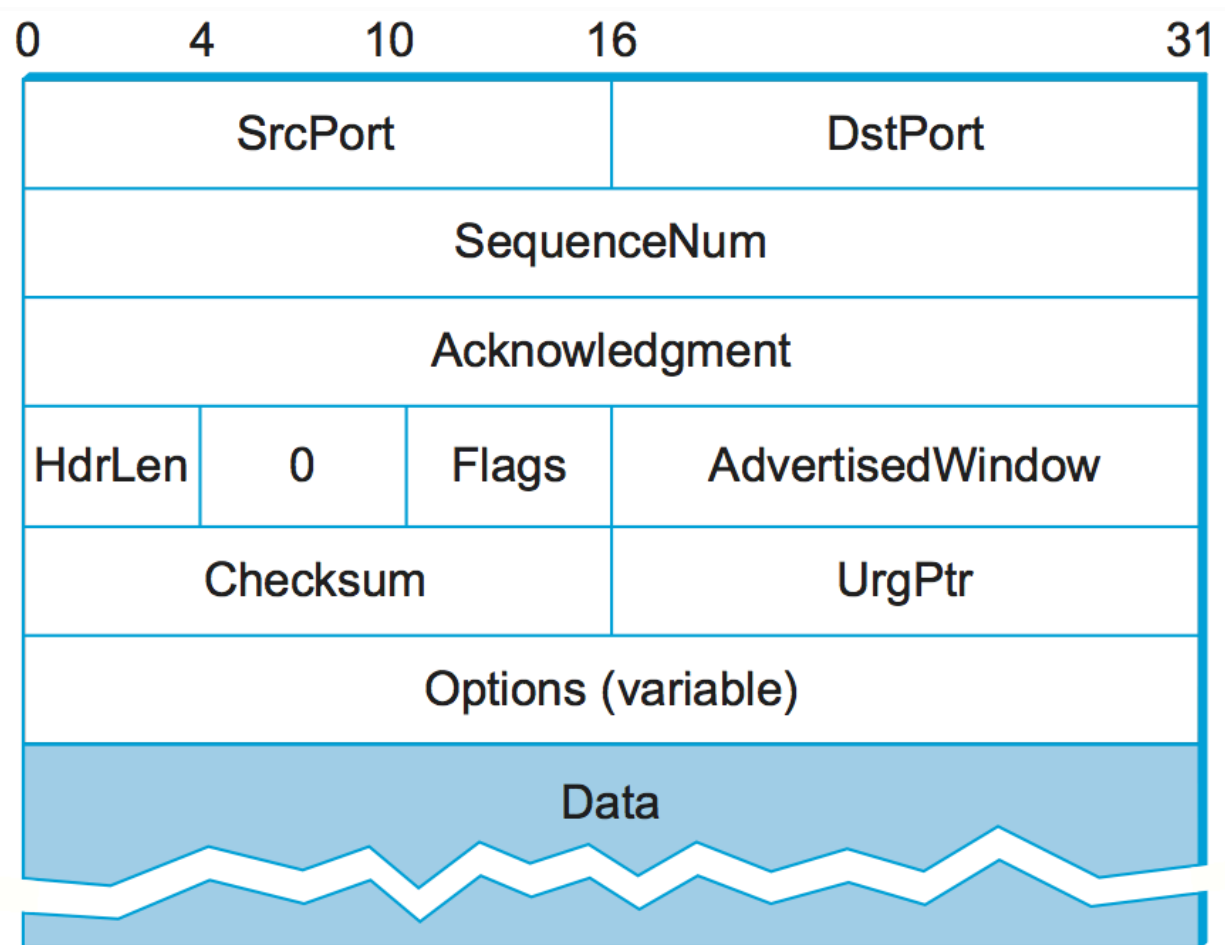 0 4 10 16 31
SrcPort DstPort
SequenceNum
Acknowledgment
HdrLen 0 Flags AdvertisedWindow
Checksum UrgPtr
Options (variable)
Data